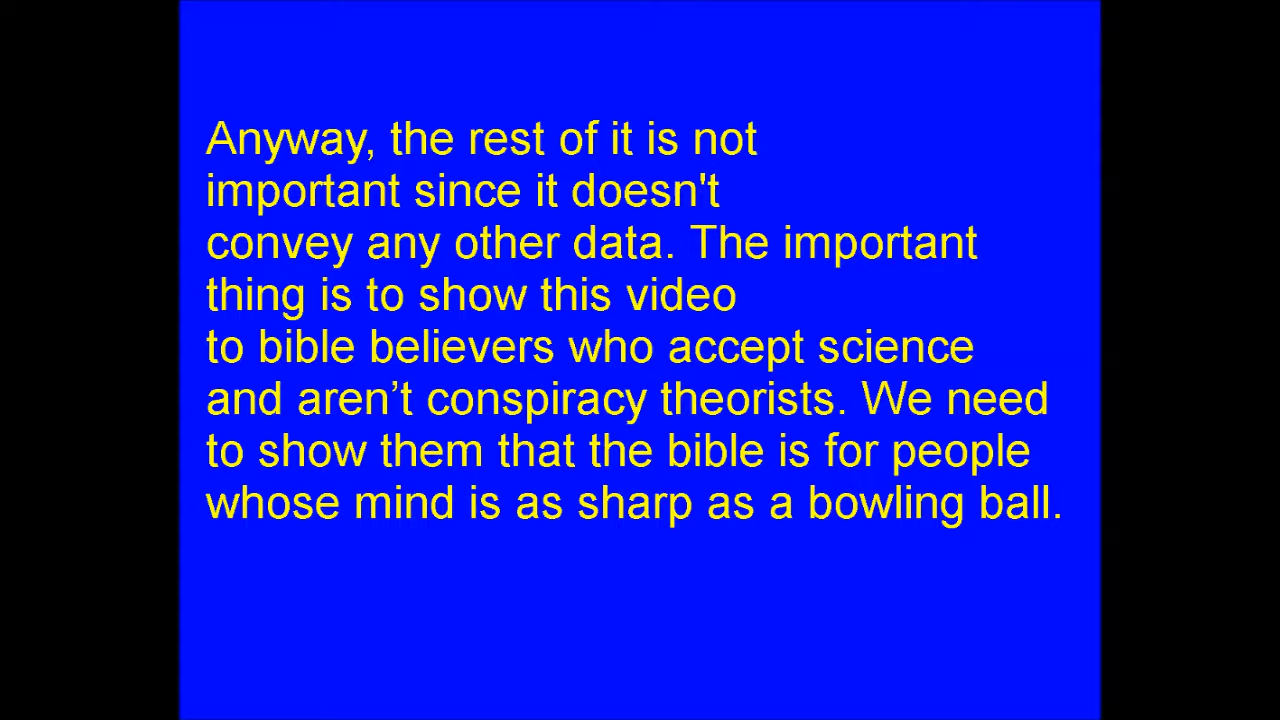 Anyway, the rest of it is not
important since it doesn't
convey any other data. The important
thing is to show this video
to bible believers who accept science
and aren’t conspiracy theorists. We need
to show them that the bible is for people
whose mind is as sharp as a bowling ball.